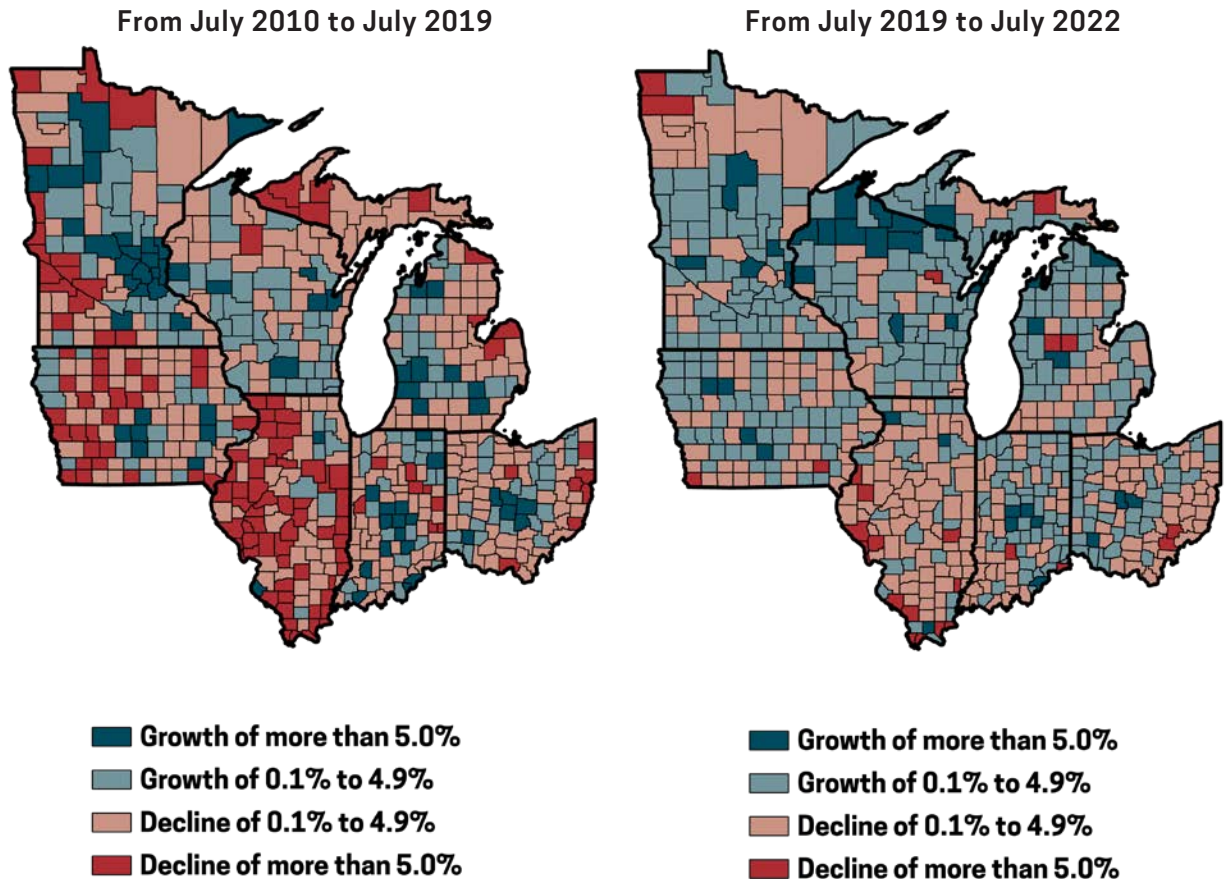 From July 2010 to July 2019
From July 2019 to July 2022
Growth of more than 5.0%
Growth of 0.1% to 4.9%
Decline of 0.1% to 4.9%
Decline of more than 5.0%
Growth of more than 5.0%
Growth of 0.1% to 4.9%
Decline of 0.1% to 4.9%
Decline of more than 5.0%